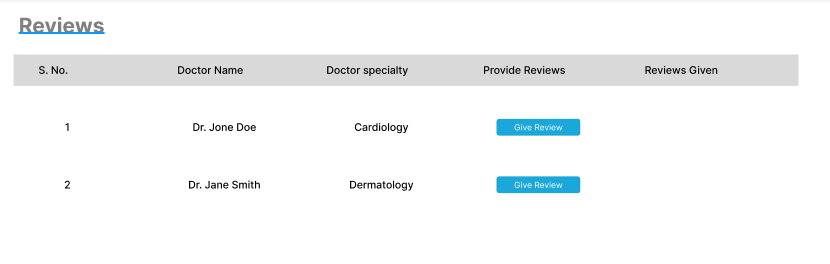 Reviews
S. No. Doctor Name Doctor specialty Provide Reviews Reviews Given
1 Dr. Jone Doe Cardiology Give Review
2 Dr. Jane Smith Dermatology Give Review